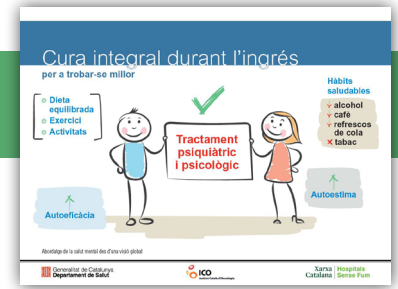 Cura integral durant l'ingrés
per a trobar-se millor
Dieta
equilibrada
Exercici
Activitats
Tractament
psiquiàtric
i psicològic
Hàbits
saludables
alcohol
café
refrescos
de cola
tabac
Autoeficàcia
Autoestima
Abordatge de la salut mental des d'una visió global
Generalitat de Catalunya
Departament de Salut
ICO
Institut Català d'Oncologia
Xarxa
Catalana
Hospitals
Sense Fum